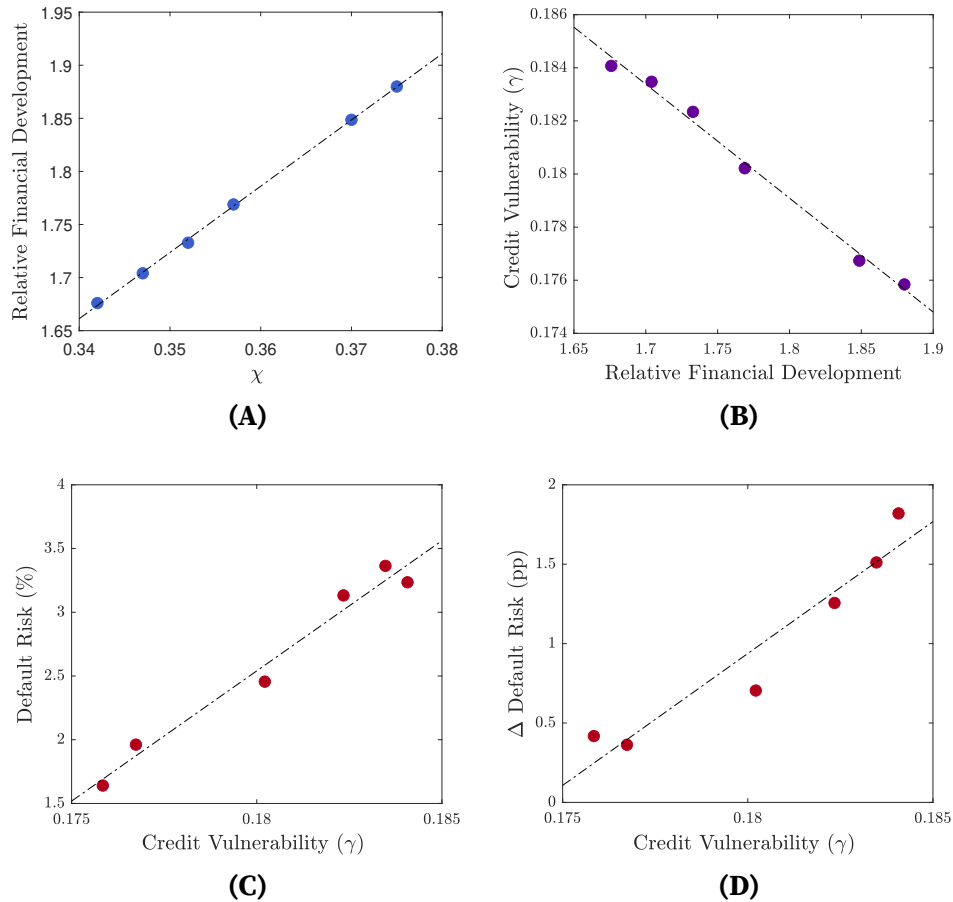 1.95
1.9
1.85
1.8
1.75
1.7
1.65
0.34 0.35 0.36 0.37 0.38
Relative Financial Development
χ
(A)
0.186
0.184
0.182
0.18
0.178
0.176
0.174
1.65 1.7 1.75 1.8 1.85 1.9
Credit Vulnerability (γ)
Relative Financial Development
(B)
4
3.5
3
2.5
2
1.5
0.175 0.18 0.185
Default Risk (%)
Credit Vulnerability (γ)
(C)
2
1.5
1
0.5
0
0.175 0.18 0.185
Δ Default Risk (pp)
Credit Vulnerability (γ)
(D)